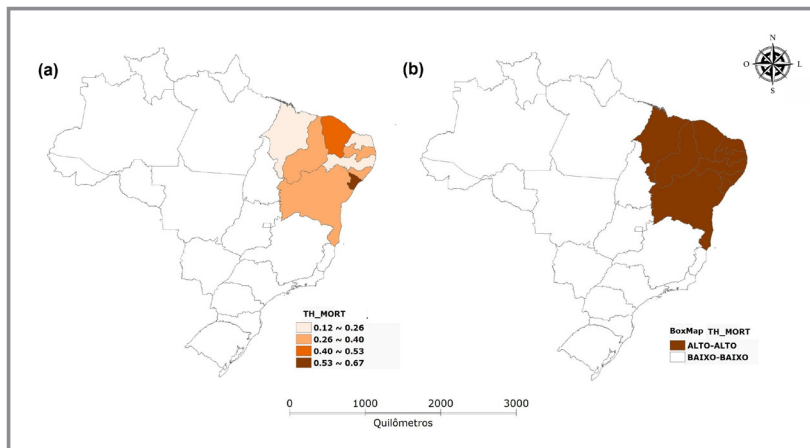 (a)
(b)
N
O
L
S
TH_MORT
0.12 ~ 0.26
0.26 ~ 0.40
0.40 ~ 0.53
0.53 ~ 0.67
BoxMap TH_MORT
ALTO-ALTO
BAIXO-BAIXO
0 1000 2000 3000
Quilômetros